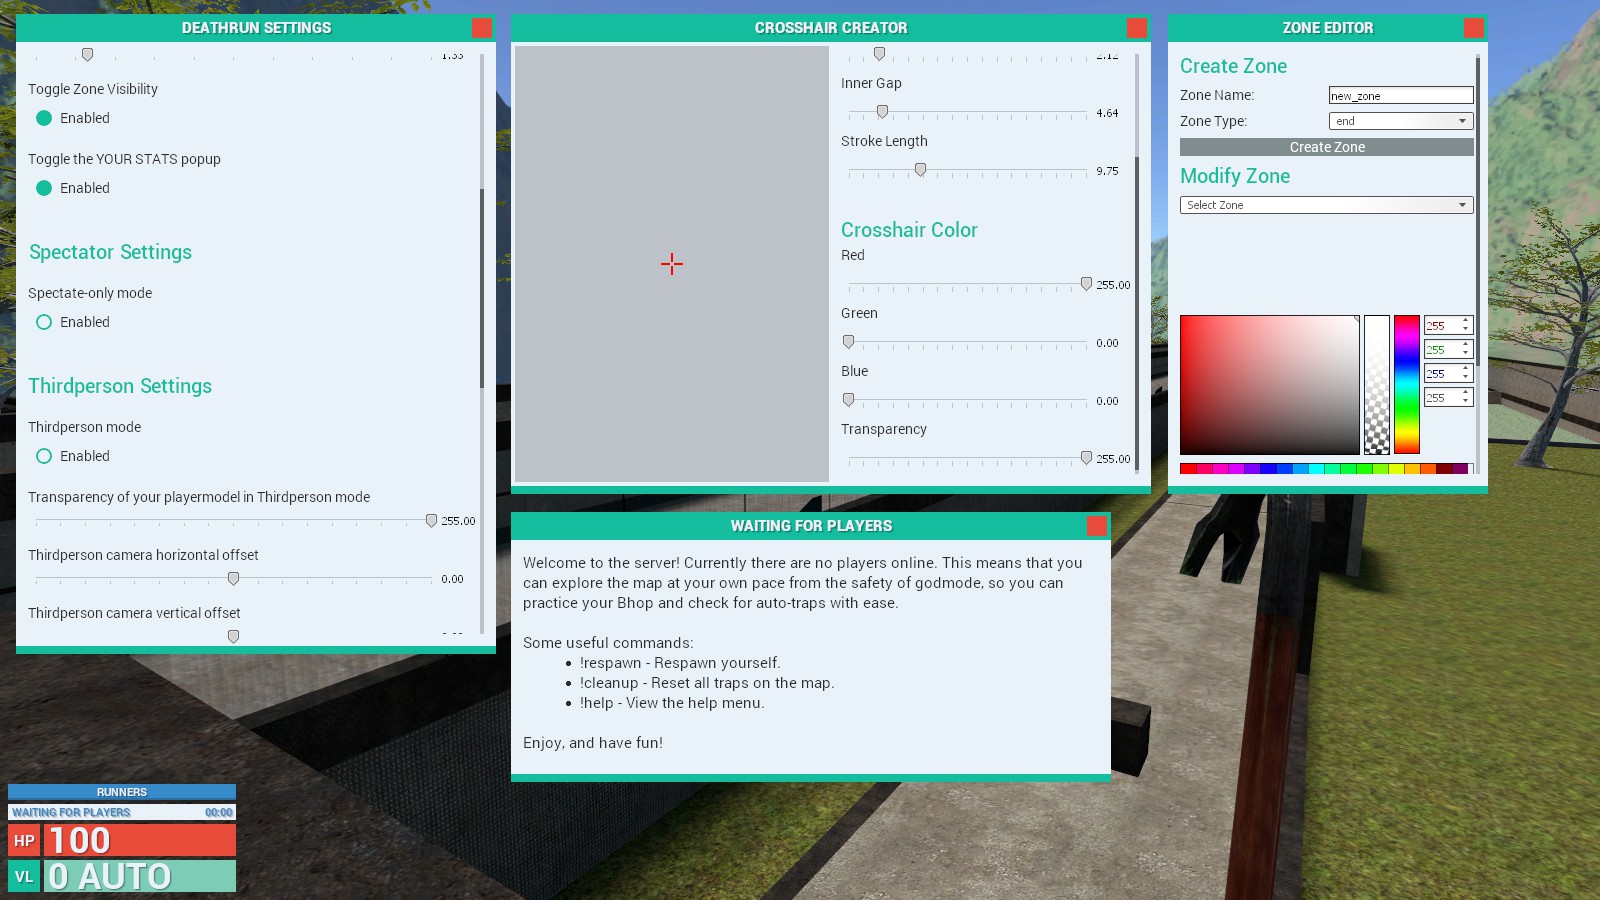 DEATHRUN SETTINGS
1.33
Toggle Zone Visibility
Enabled
Toggle the YOUR STATS popup
Enabled
Spectator Settings
Spectate-only mode
Enabled
Thirdperson Settings
Thirdperson mode
Enabled
Transparency of your playermodel in Thirdperson mode
255.00
Thirdperson camera horizontal offset
0.00
Thirdperson camera vertical offset
CROSSHAIR CREATOR
2.12
Inner Gap
4.64
Stroke Length
9.75
Crosshair Color
Red
255.00
Green
0.00
Blue
0.00
Transparency
255.00
ZONE EDITOR
Create Zone
Zone Name: new_zone
Zone Type: end
Create Zone
Modify Zone
Select Zone
255
255
255
255
WAITING FOR PLAYERS
Welcome to the server! Currently there are no players online. This means that you
can explore the map at your own pace from the safety of godmode, so you can
practice your Bhop and check for auto-traps with ease.
Some useful commands:
• !respawn - Respawn yourself.
• !cleanup - Reset all traps on the map.
• !help - View the help menu.
Enjoy, and have fun!
RUNNERS
WAITING FOR PLAYERS 00:00
HP 100
VL 0 AUTO